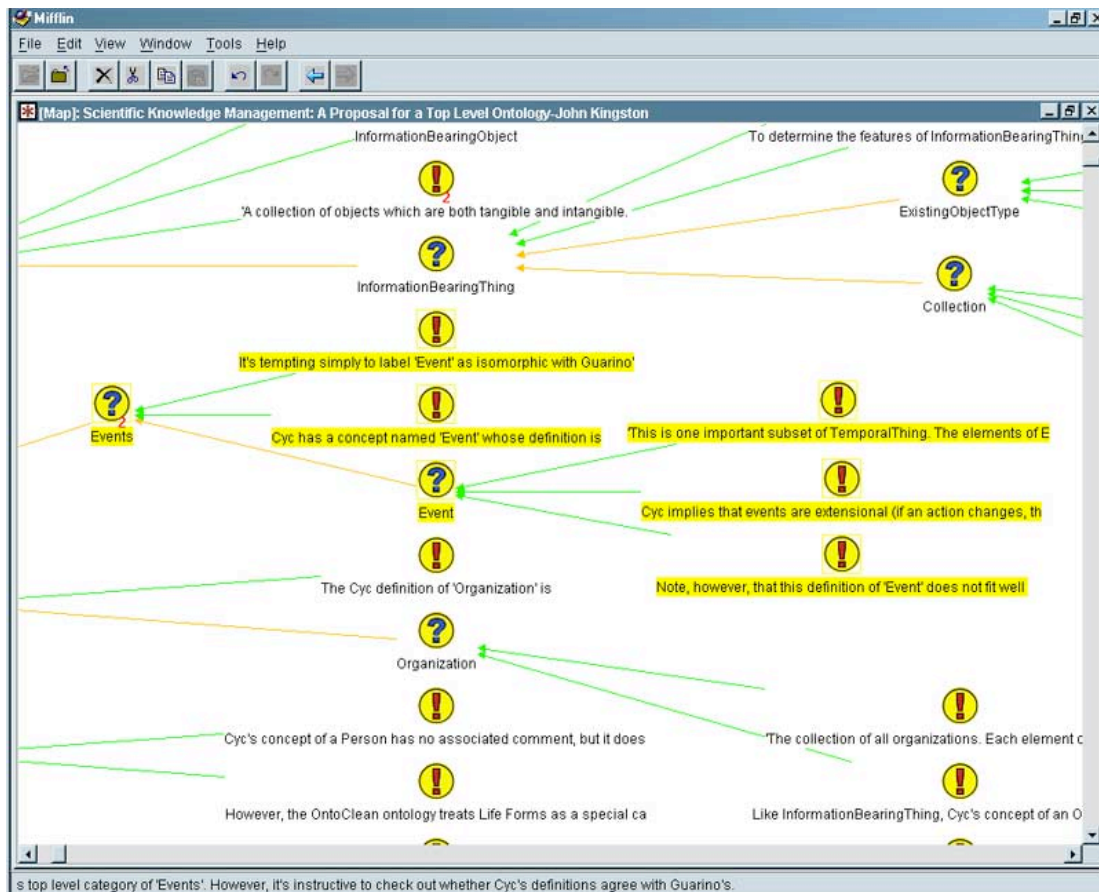 Mifflin
File Edit View Window Tools Help
[Map]: Scientific Knowledge Management: A Proposal for a Top Level Ontology-John Kingston
InformationBearingObject
To determine the features of InformationBearingThing
2
'A collection of objects which are both tangible and intangible.
ExistingObjectType
InformationBearingThing
Collection
It's tempting simply to label 'Event' as isomorphic with Guarino'
2
Events
Cyc has a concept named 'Event' whose definition is
'This is one important subset of TemporalThing. The elements of E
Event
Cyc implies that events are extensional (if an action changes, th
The Cyc definition of 'Organization' is
Note, however, that this definition of 'Event' does not fit well
Organization
Cyc's concept of a Person has no associated comment, but it does
'The collection of all organizations. Each element o
However, the OntoClean ontology treats Life Forms as a special ca
Like InformationBearingThing, Cyc's concept of an O
s top level category of 'Events'. However, it's instructive to check out whether Cyc's definitions agree with Guarino's.